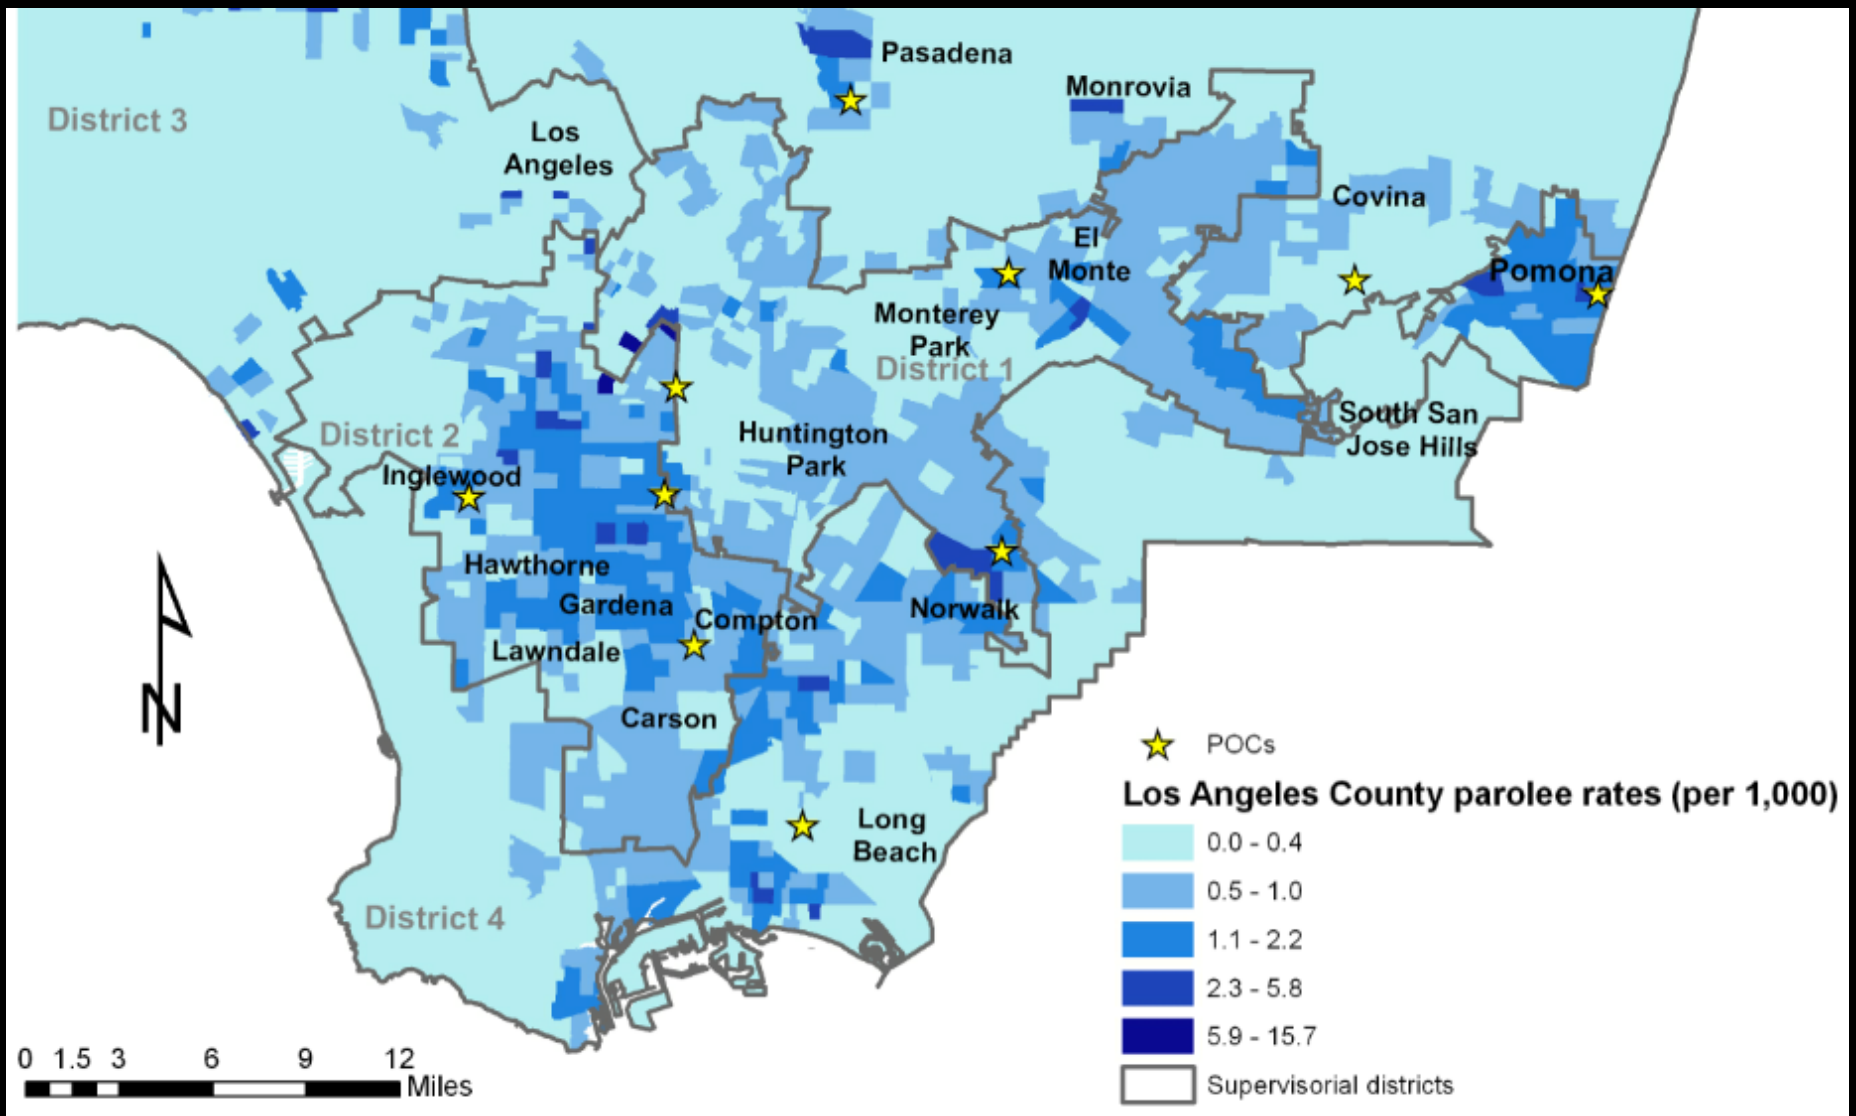 Pasadena
Monrovia
District 3
Los
Angeles
Covina
El
Monte
Pomona
Monterey
Park
District 1
South San
Jose Hills
District 2
Huntington
Park
Inglewood
Hawthorne
Gardena
Compton
Norwalk
Lawndale
Carson
Long
Beach
District 4
N
POCs
Los Angeles County parolee rates (per 1,000)
0.0 - 0.4
0.5 - 1.0
1.1 - 2.2
2.3 - 5.8
5.9 - 15.7
Supervisorial districts
0 1.5 3 6 9 12
Miles